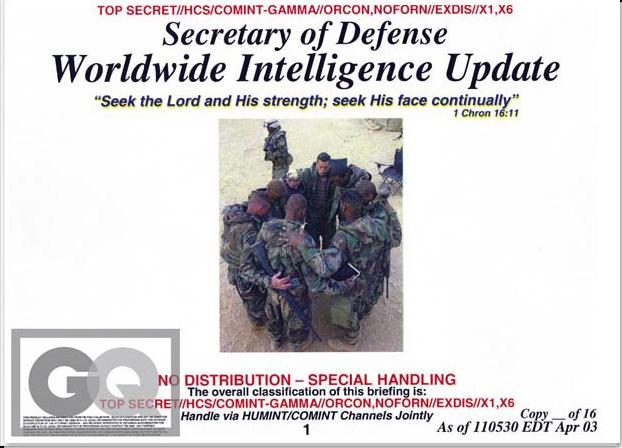 TOP SECRET//HCS/COMINT-GAMMA//ORCON,NOFORN//EXDIS//X1,X6
Secretary of Defense
Worldwide Intelligence Update
“Seek the Lord and His strength; seek His face continually”
1 Chron 16:11
GQ
NO DISTRIBUTION – SPECIAL HANDLING
The overall classification of this briefing is:
TOP SECRET//HCS/COMINT-GAMMA//ORCON,NOFORN//EXDIS//X1,X6
Handle via HUMINT/COMINT Channels Jointly
1
Copy __ of 16
As of 110530 EDT Apr 03